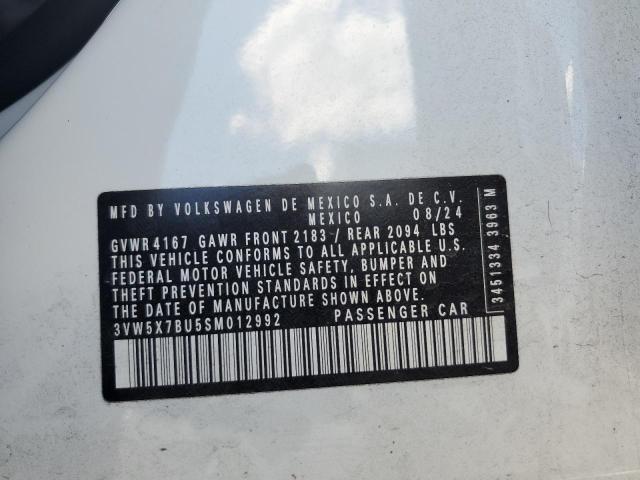 MFD BY VOLKSWAGEN DE MEXICO S.A. DE C.V.
MEXICO 08/24
GVWR 4167 GAWR FRONT 2183 / REAR 2094 LBS
THIS VEHICLE CONFORMS TO ALL APPLICABLE U.S.
FEDERAL MOTOR VEHICLE SAFETY, BUMPER AND
THEFT PREVENTION STANDARDS IN EFFECT ON
THE DATE OF MANUFACTURE SHOWN ABOVE.
3VW5X7BU5SM012992 PASSENGER CAR
3451334 3963 M